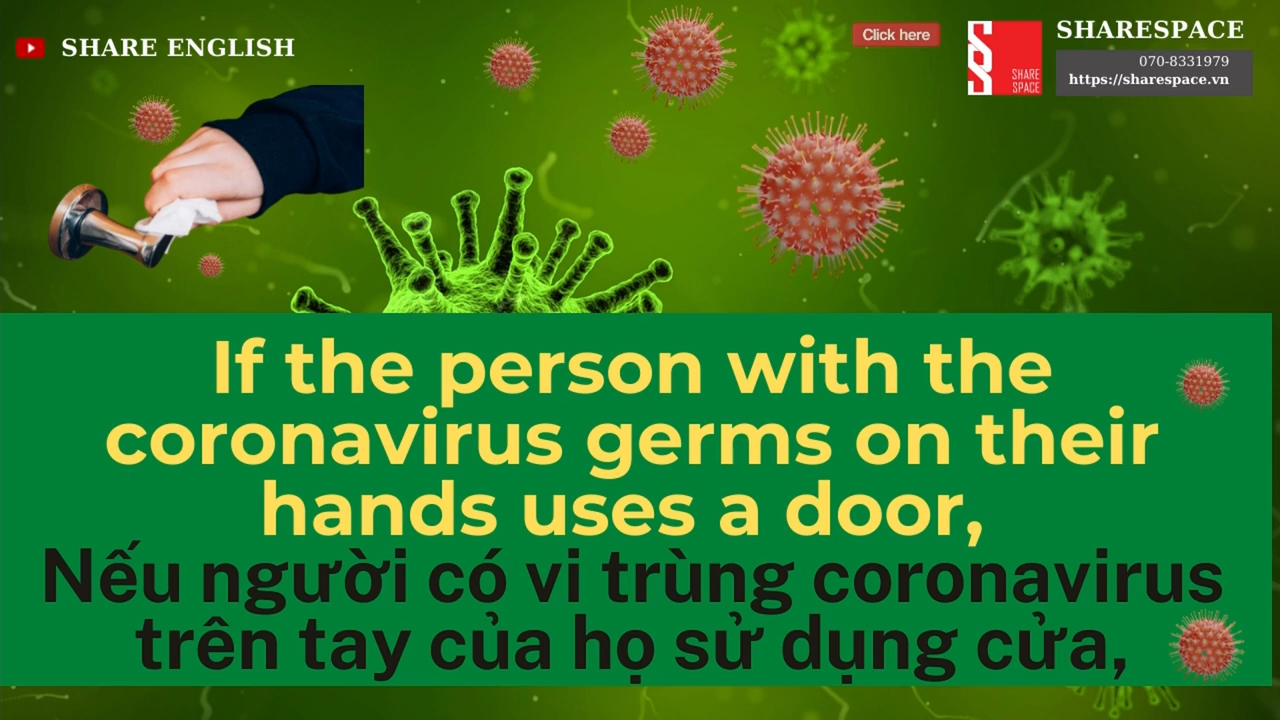 SHARE ENGLISH
Click here
SHARE
SPACE
SHARESPACE
070-8331979
https://sharespace.vn
If the person with the
coronavirus germs on their
hands uses a door,
Nếu người có vi trùng coronavirus
trên tay của họ sử dụng cửa,